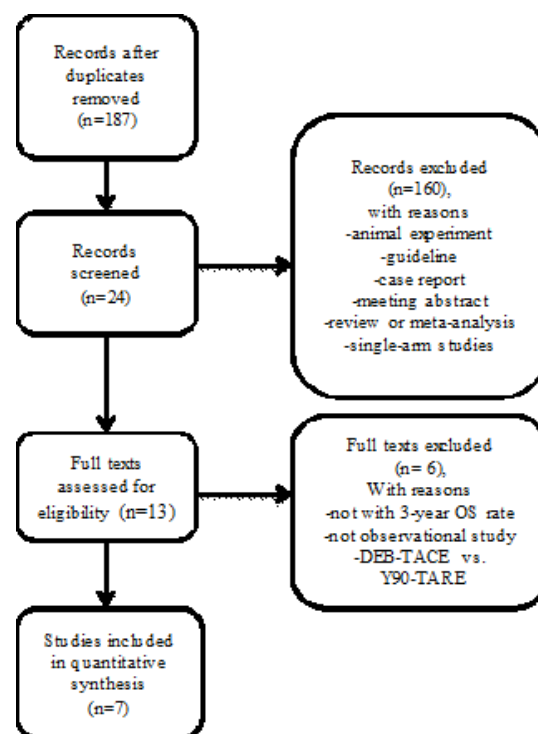 Records after
duplicates
removed
(n=187)
Records excluded
(n=160),
with reasons
-animal experiment
-guideline
-case report
-meeting abstract
-review or meta-analysis
-single-arm studies
Records
screened
(n=24)
Full texts
assessed for
eligibility (n=13)
Full texts excluded
(n= 6),
With reasons
-not with 3-year OS rate
-not observational study
-DEB-TACE vs.
Y90-TARE
Studies included
in quantitative
synthesis
(n=7)